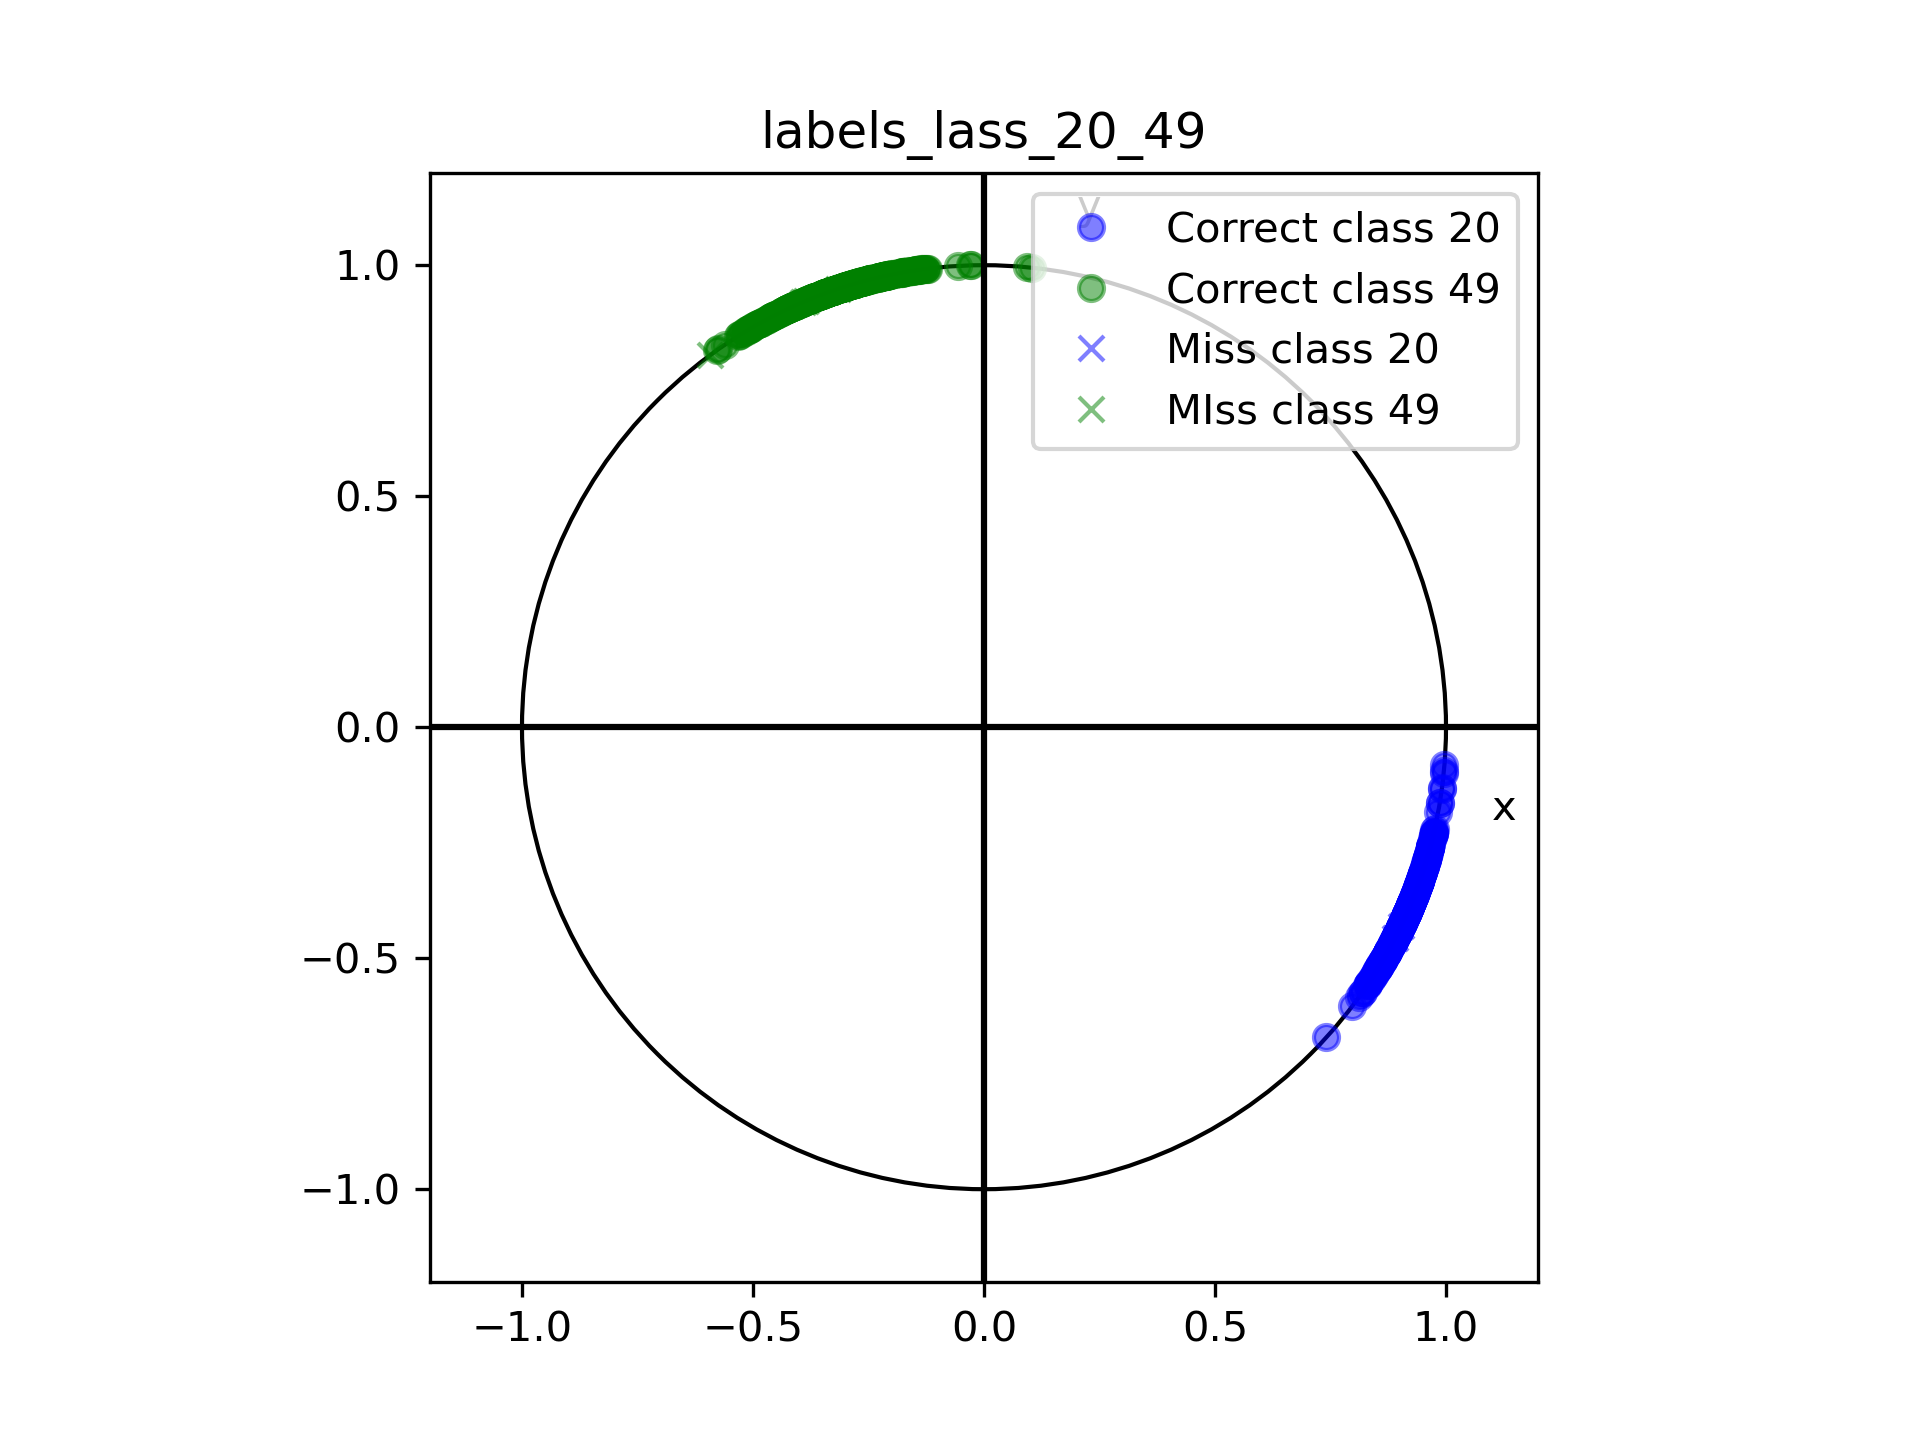 labels_lass_20_49
y
Correct class 20
Correct class 49
Miss class 20
MIss class 49
1.0
0.5
0.0
−0.5
−1.0
x
−1.0 −0.5 0.0 0.5 1.0